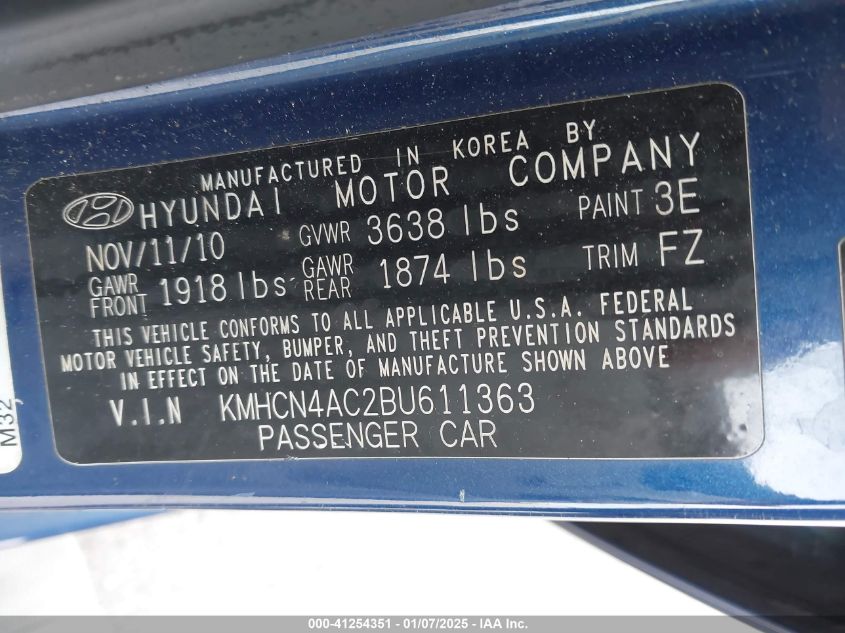 MANUFACTURED IN KOREA BY
HYUNDAI MOTOR COMPANY
NOV/11/10 GVWR 3638 lbs PAINT 3E
GAWR FRONT 1918 lbs GAWR REAR 1874 lbs TRIM FZ
THIS VEHICLE CONFORMS TO ALL APPLICABLE U.S.A. FEDERAL
MOTOR VEHICLE SAFETY, BUMPER, AND THEFT PREVENTION STANDARDS
IN EFFECT ON THE DATE OF MANUFACTURE SHOWN ABOVE
V.I.N KMHCN4AC2BU611363
PASSENGER CAR
M32
000-41254351 - 01/07/2025 - IAA Inc.